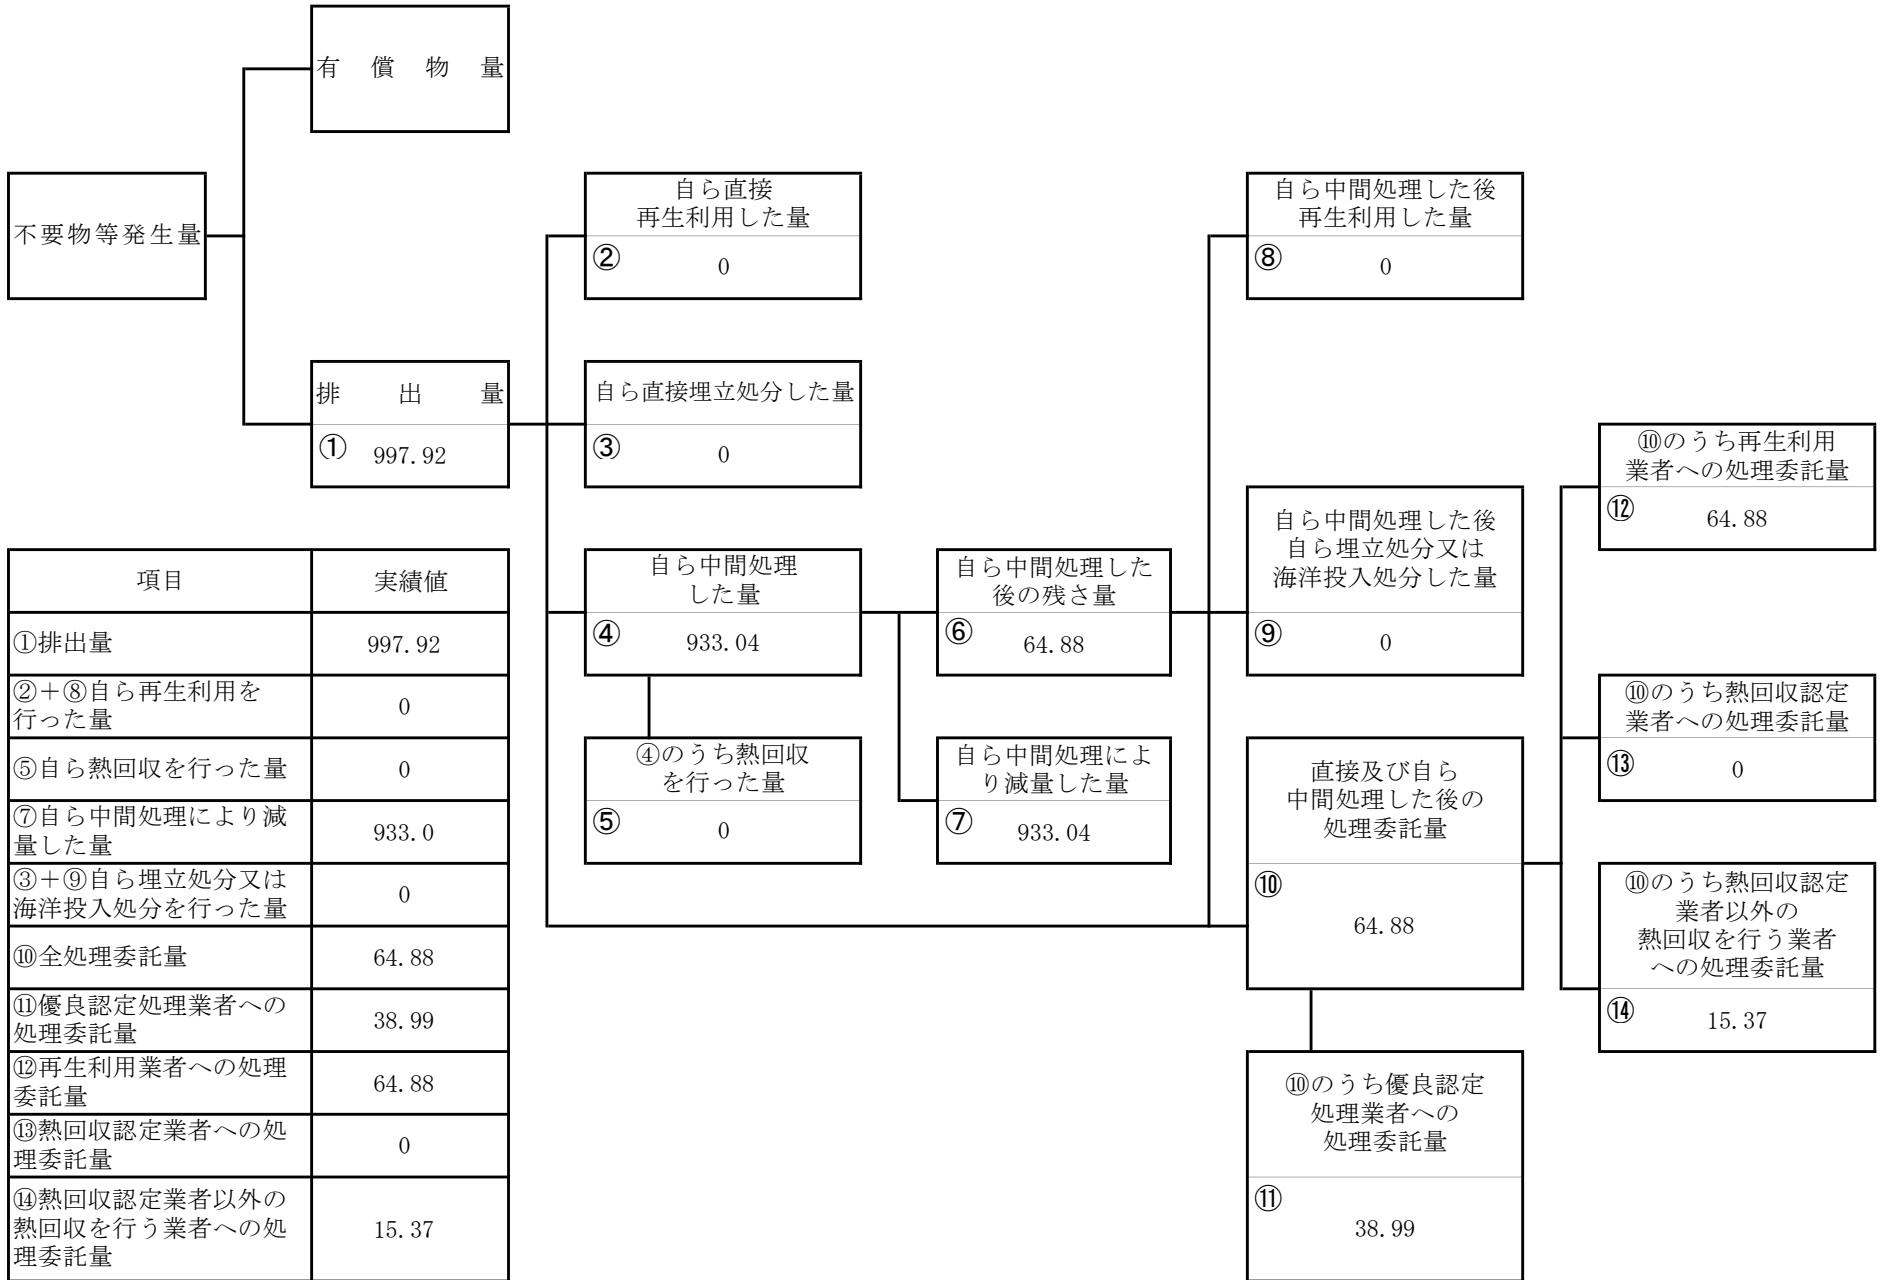 有償物量
不要物等発生量
排出量
① 997.92
自ら直接
再生利用した量
② 0
自ら直接埋立処分した量
③ 0
自ら中間処理
した量
④ 933.04
④のうち熱回収
を行った量
⑤ 0
自ら中間処理した
後の残さ量
⑥ 64.88
自ら中間処理によ
り減量した量
⑦ 933.04
自ら中間処理した後
再生利用した量
⑧ 0
自ら中間処理した後
自ら埋立処分又は
海洋投入処分した量
⑨ 0
直接及び自ら
中間処理した後の
処理委託量
⑩
64.88
⑩のうち優良認定
処理業者への
処理委託量
⑪
38.99
⑩のうち再生利用
業者への処理委託量
⑫ 64.88
⑩のうち熱回収認定
業者への処理委託量
⑬ 0
⑩のうち熱回収認定
業者以外の
熱回収を行う業者
への処理委託量
⑭ 15.37
項目 実績値
①排出量 997.92
②＋⑧自ら再生利用を
行った量 0
⑤自ら熱回収を行った量 0
⑦自ら中間処理により減
量した量 933.0
③＋⑨自ら埋立処分又は
海洋投入処分を行った量 0
⑩全処理委託量 64.88
⑪優良認定処理業者への
処理委託量 38.99
⑫再生利用業者への処理
委託量 64.88
⑬熱回収認定業者への処
理委託量 0
⑭熱回収認定業者以外の
熱回収を行う業者への処
理委託量 15.37